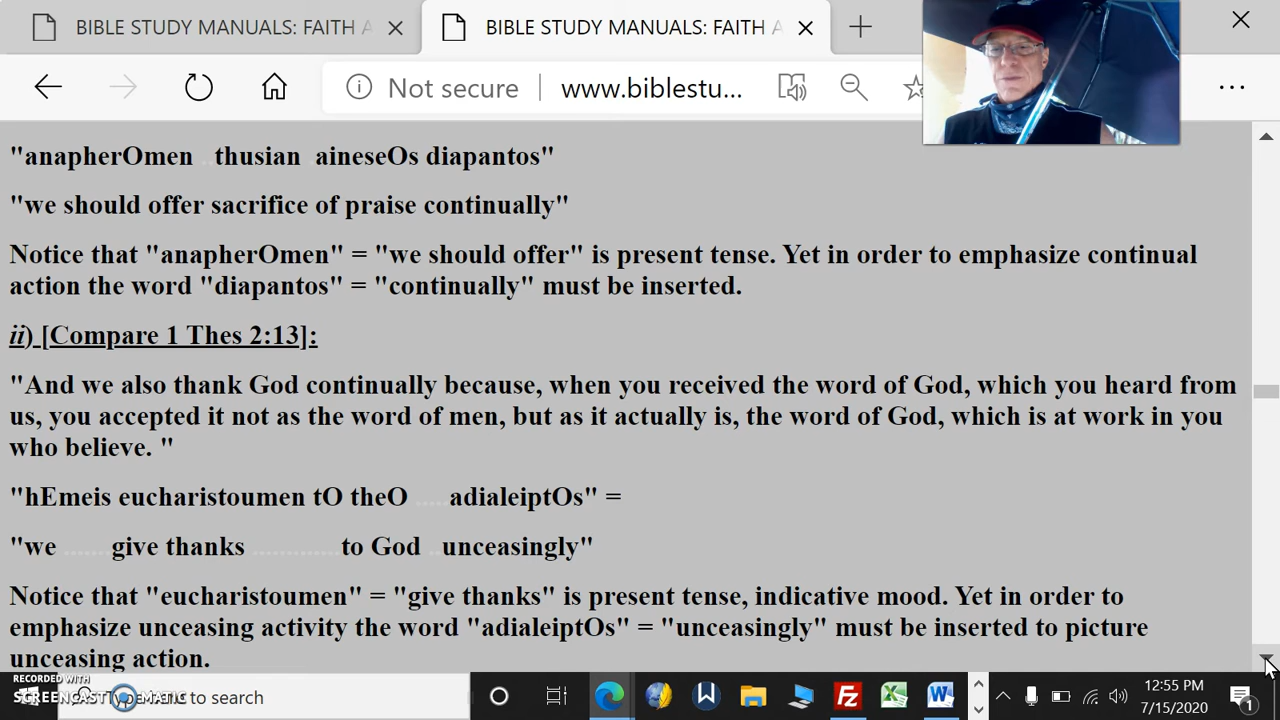 BIBLE STUDY MANUALS: FAITH A
BIBLE STUDY MANUALS: FAITH A
Not secure
www.biblestu...
"anapherOmen ..thusian aineseOs diapantos"
"we should offer sacrifice of praise continually"
Notice that "anapherOmen" = "we should offer" is present tense. Yet in order to emphasize continual
action the word "diapantos" = "continually" must be inserted.
ii) [Compare 1 Thes 2:13]:
"And we also thank God continually because, when you received the word of God, which you heard from
us, you accepted it not as the word of men, but as it actually is, the word of God, which is at work in you
who believe. "
"hEmeis eucharistoumen tO theO .....adialeiptOs" =
"we ......give thanks ............to God ..unceasingly"
Notice that "eucharistoumen" = "give thanks" is present tense, indicative mood. Yet in order to
emphasize unceasing activity the word "adialeiptOs" = "unceasingly" must be inserted to picture
unceasing action.
RECORDED WITH
SCREENCAST-O-MATIC
to search
12:55 PM
7/15/2020
1